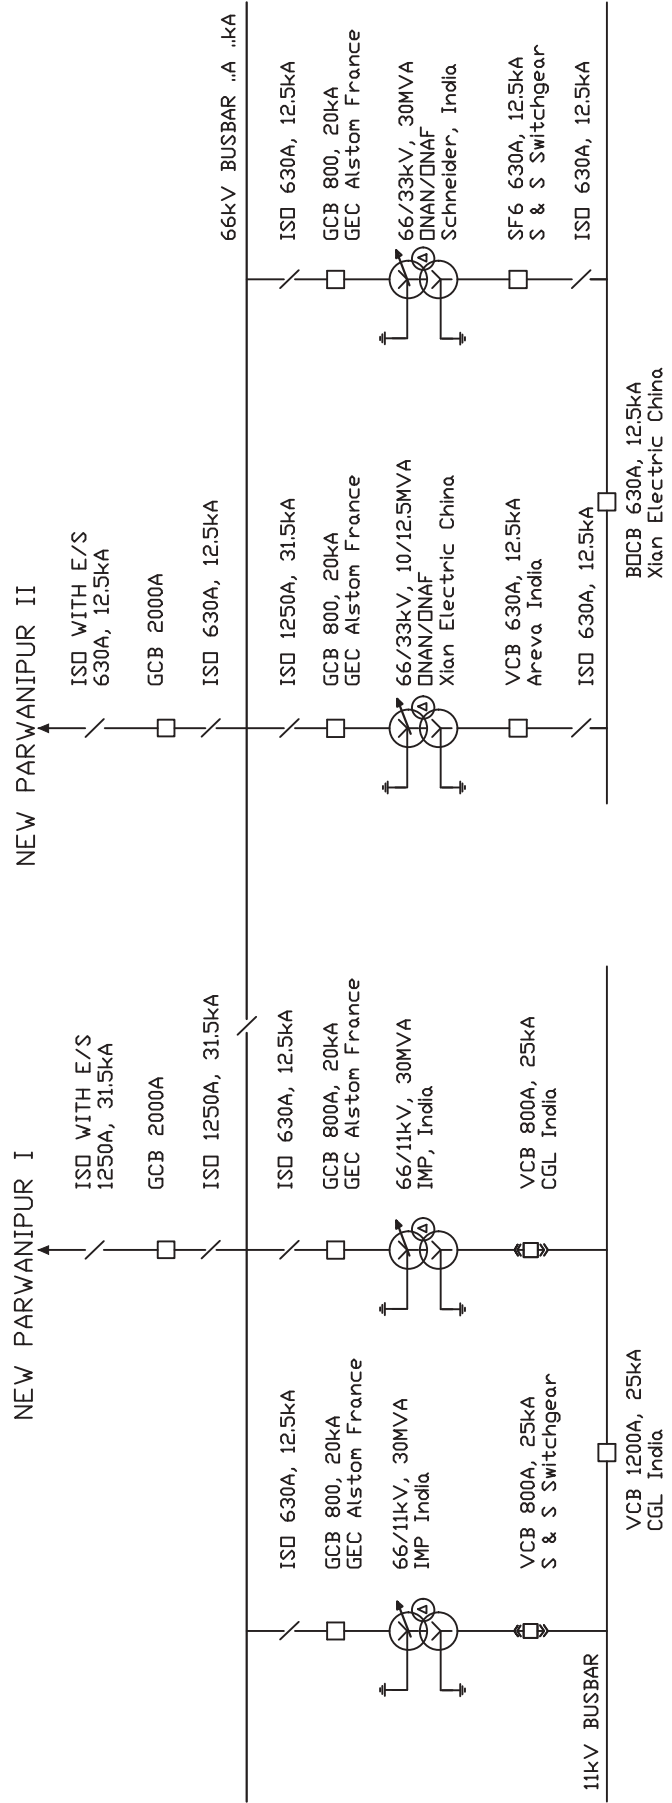 NEW PARWANIPUR I
NEW PARWANIPUR II
ISO WITH E/S
1250A, 31.5kA
ISO WITH E/S
630A, 12.5kA
GCB 2000A
GCB 2000A
ISO 1250A, 31.5kA
ISO 630A, 12.5kA
66kV BUSBAR ..A ..kA
ISO 630A, 12.5kA
ISO 630A, 12.5kA
ISO 1250A, 31.5kA
ISO 630A, 12.5kA
GCB 800, 20kA
GEC Alstom France
GCB 800A, 20kA
GEC Alstom France
GCB 800, 20kA
GEC Alstom France
GCB 800, 20kA
GEC Alstom France
66/11kV, 30MVA
IMP India
66/11kV, 30MVA
IMP, India
66/33kV, 10/12.5MVA
ONAN/ONAF
Xian Electric China
66/33kV, 30MVA
ONAN/ONAF
Schneider, India
VCB 800A, 25kA
S & S Switchgear
VCB 800A, 25kA
CGL India
VCB 630A, 12.5kA
Areva India
SF6 630A, 12.5kA
S & S Switchgear
ISO 630A, 12.5kA
ISO 630A, 12.5kA
11kV BUSBAR
VCB 1200A, 25kA
CGL India
BOCB 630A, 12.5kA
Xian Electric China